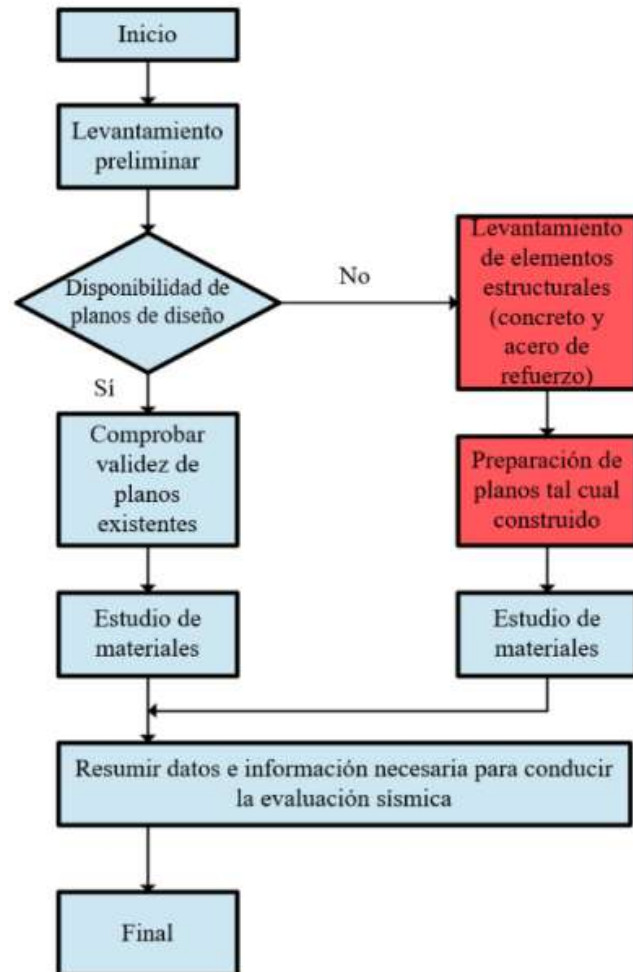 Inicio
Levantamiento
preliminar
Disponibilidad de
planos de diseño
No
Levantamiento
de elementos
estructurales
(concreto y
acero de
refuerzo)
Sí
Comprobar
validez de
planos
existentes
Preparación de
planos tal cual
construido
Estudio de
materiales
Estudio de
materiales
Resumir datos e información necesaria para conducir
la evaluación sísmica
Final